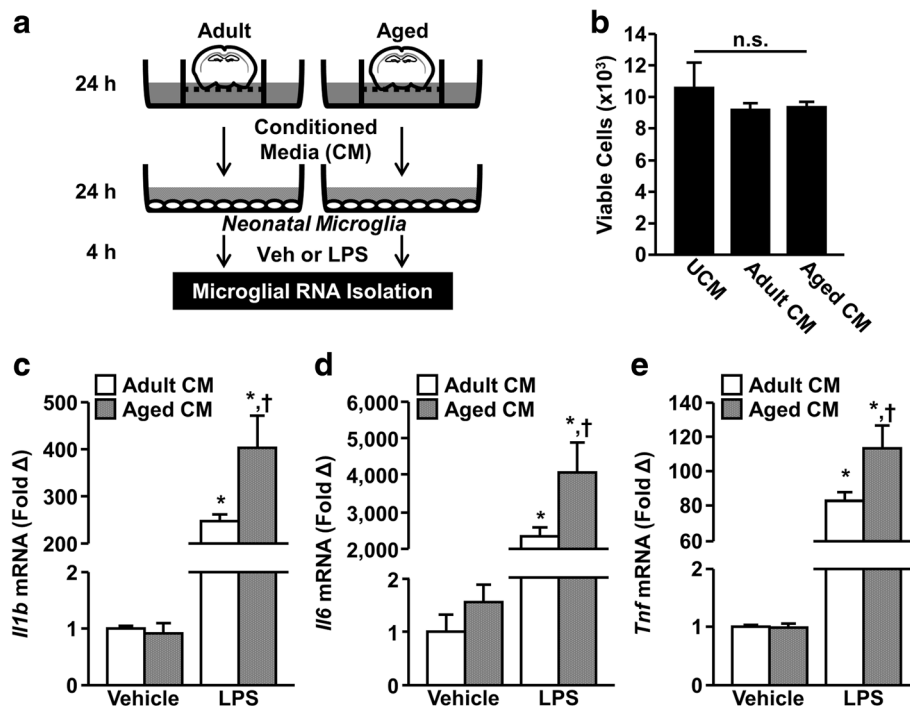 a
Adult
Aged
24 h
Conditioned
Media (CM)
24 h
Neonatal Microglia
4 h
Veh or LPS
Microglial RNA Isolation
b
n.s.
Viable Cells (x10³)
14
12
10
8
6
4
2
0
UCM
Adult CM
Aged CM
c
Adult CM
Aged CM
Il1b mRNA (Fold Δ)
500
400
300
200
2
1
0
*
*,†
Vehicle
LPS
d
Adult CM
Aged CM
Il6 mRNA (Fold Δ)
6,000
5,000
4,000
3,000
2,000
2
1
0
*
*,†
Vehicle
LPS
e
Adult CM
Aged CM
Tnf mRNA (Fold Δ)
140
120
100
80
60
2
1
0
*
*,†
Vehicle
LPS